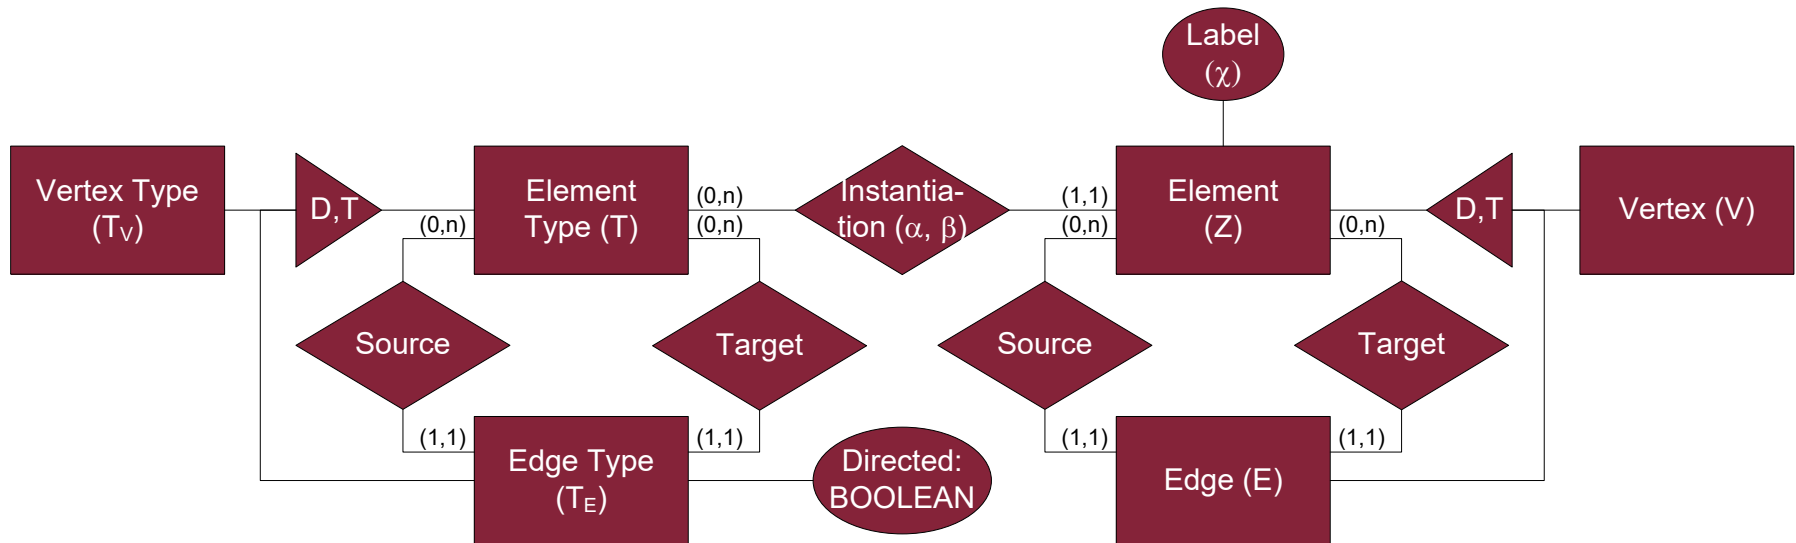 Label
(χ)
Vertex Type
(TV)
D,T
Element
Type (T)
(0,n)
(0,n)
(0,n)
Instantia-
tion (α, β)
(1,1)
(0,n)
Element
(Z)
(0,n)
D,T
Vertex (V)
Source
Target
Source
Target
(1,1)
(1,1)
(1,1)
(1,1)
Edge Type
(TE)
Directed:
BOOLEAN
Edge (E)